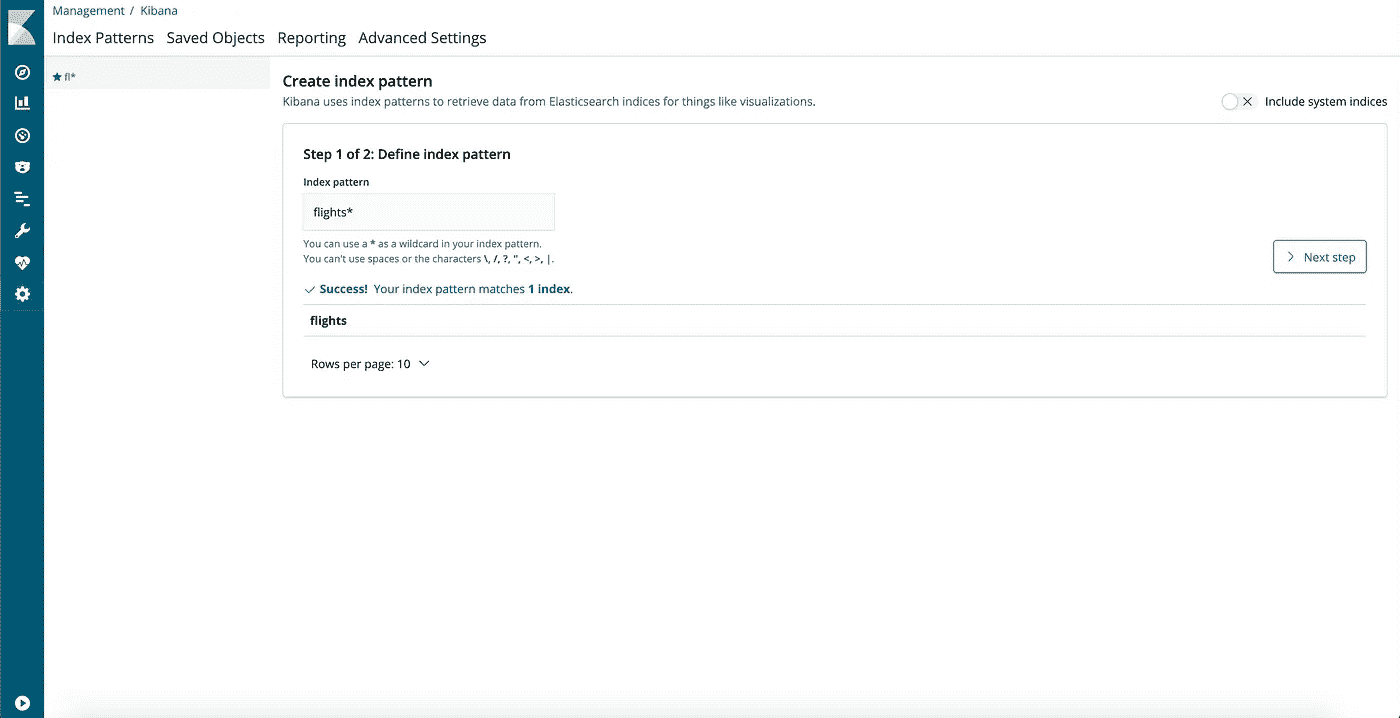 Management / Kibana
Index Patterns Saved Objects Reporting Advanced Settings
fl*
Create index pattern
Kibana uses index patterns to retrieve data from Elasticsearch indices for things like visualizations.
Include system indices
Step 1 of 2: Define index pattern
Index pattern
flights*
You can use a * as a wildcard in your index pattern.
You can't use spaces or the characters \, /, ?, ", <, >, |.
Next step
Success! Your index pattern matches 1 index.
flights
Rows per page: 10